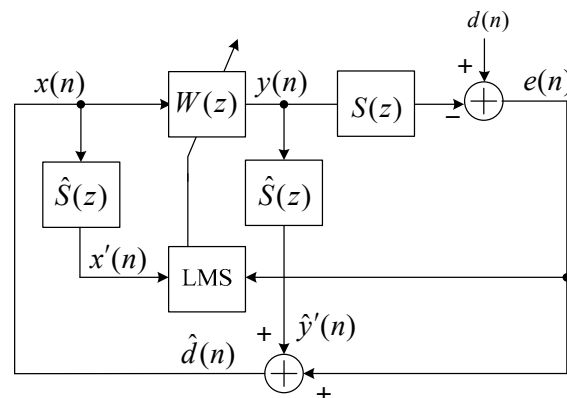 d(n)
x(n) W(z) y(n) S(z) + − e(n)
Ŝ(z) Ŝ(z)
x′(n) LMS
+ ŷ′(n)
d̂(n) +